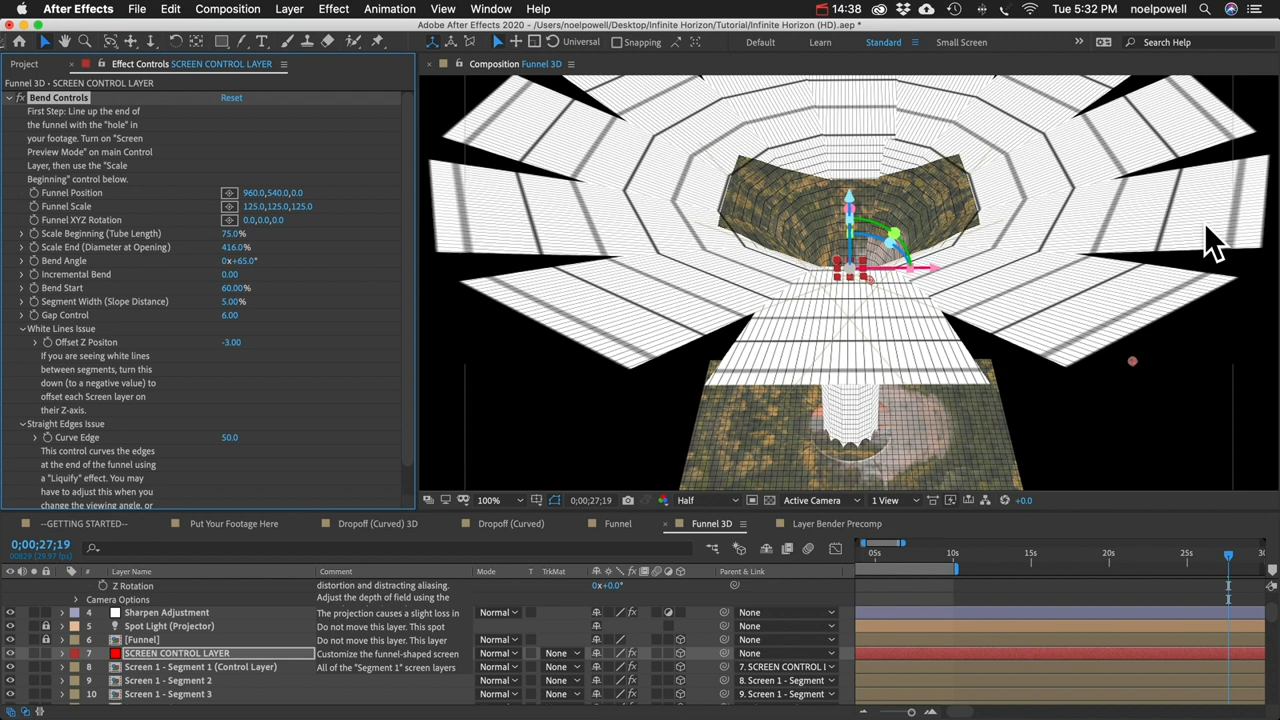 After Effects File Edit Composition Layer Effect Animation View Window Help 14:38 Tue 5:32 PM noelpowell
Adobe After Effects 2020 - /Users/noelpowell/Desktop/Infinite Horizon/Tutorial/Infinite Horizon (HD).aep *
Universal Snapping Default Learn Standard Small Screen Search Help
Project Effect Controls SCREEN CONTROL LAYER Composition Funnel 3D
Funnel 3D • SCREEN CONTROL LAYER
Bend Controls Reset
First Step: Line up the end of
the funnel with the "hole" in
your footage. Turn on "Screen
Preview Mode" on main Control
Layer, then use the "Scale
Beginning" control below.
Funnel Position 960.0,540.0,0.0
Funnel Scale 125.0,125.0,125.0
Funnel XYZ Rotation 0.0,0.0,0.0
Scale Beginning (Tube Length) 75.0%
Scale End (Diameter at Opening) 416.0%
Bend Angle 0x+65.0°
Incremental Bend 0.00
Bend Start 60.00%
Segment Width (Slope Distance) 5.00%
Gap Control 6.00
White Lines Issue
Offset Z Positon -3.00
If you are seeing white lines
between segments, turn this
down (to a negative value) to
offset each Screen layer on
their Z-axis.
Straight Edges Issue
Curve Edge 50.0
This control curves the edges
at the end of the funnel using
a "Liquify" effect. You may
have to adjust this when you
change the viewing angle, or
100% 0;00;27;19 Half Active Camera 1 View +0.0
--GETTING STARTED-- Put Your Footage Here Dropoff (Curved) 3D Dropoff (Curved) Funnel Funnel 3D Layer Bender Precomp
0;00;27;19
00829 (29.97 fps)
05s 10s 15s 20s 25s 30
# Layer Name Comment Mode T TrkMat Parent & Link
Z Rotation distortion and distracting aliasing. 0x+0.0°
Camera Options Adjust the depth of field using the
4 Sharpen Adjustment The projection causes a slight loss in Normal None
5 Spot Light (Projector) Do not move this layer. This spot None
6 [Funnel] Do not move this layer. This layer Normal None
7 SCREEN CONTROL LAYER Customize the funnel-shaped screen Normal None None
8 Screen 1 - Segment 1 (Control Layer) All of the "Segment 1" screen layers Normal None 7. SCREEN CONTROL L
9 Screen 1 - Segment 2 Normal None 8. Screen 1 - Segment
10 Screen 1 - Segment 3 Normal None 9. Screen 1 - Segment